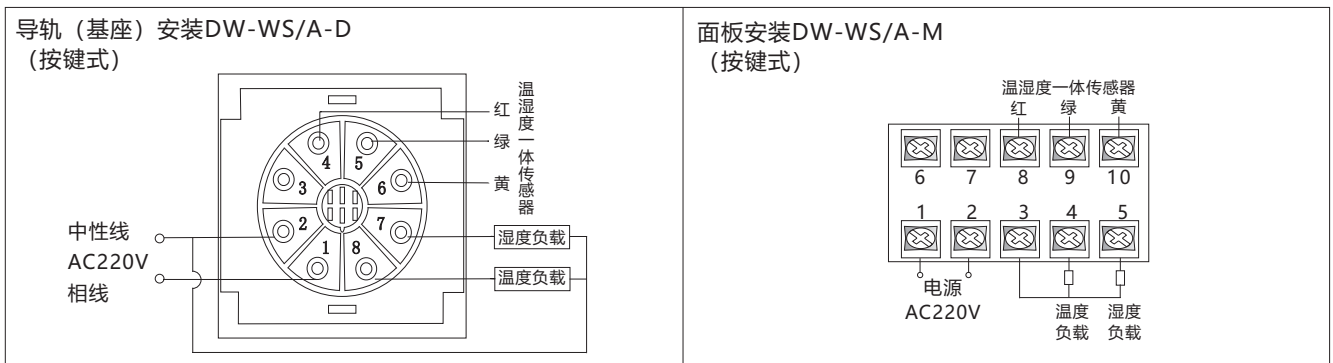 导轨（基座）安装DW-WS/A-D
（按键式）
温湿度一体传感器
红
绿
黄
4
5
3
6
2
7
1
8
中性线
AC220V
相线
湿度负载
温度负载
面板安装DW-WS/A-M
（按键式）
温湿度一体传感器
红 绿 黄
6 7 8 9 10
1 2 3 4 5
电源
AC220V
温度 湿度
负载 负载